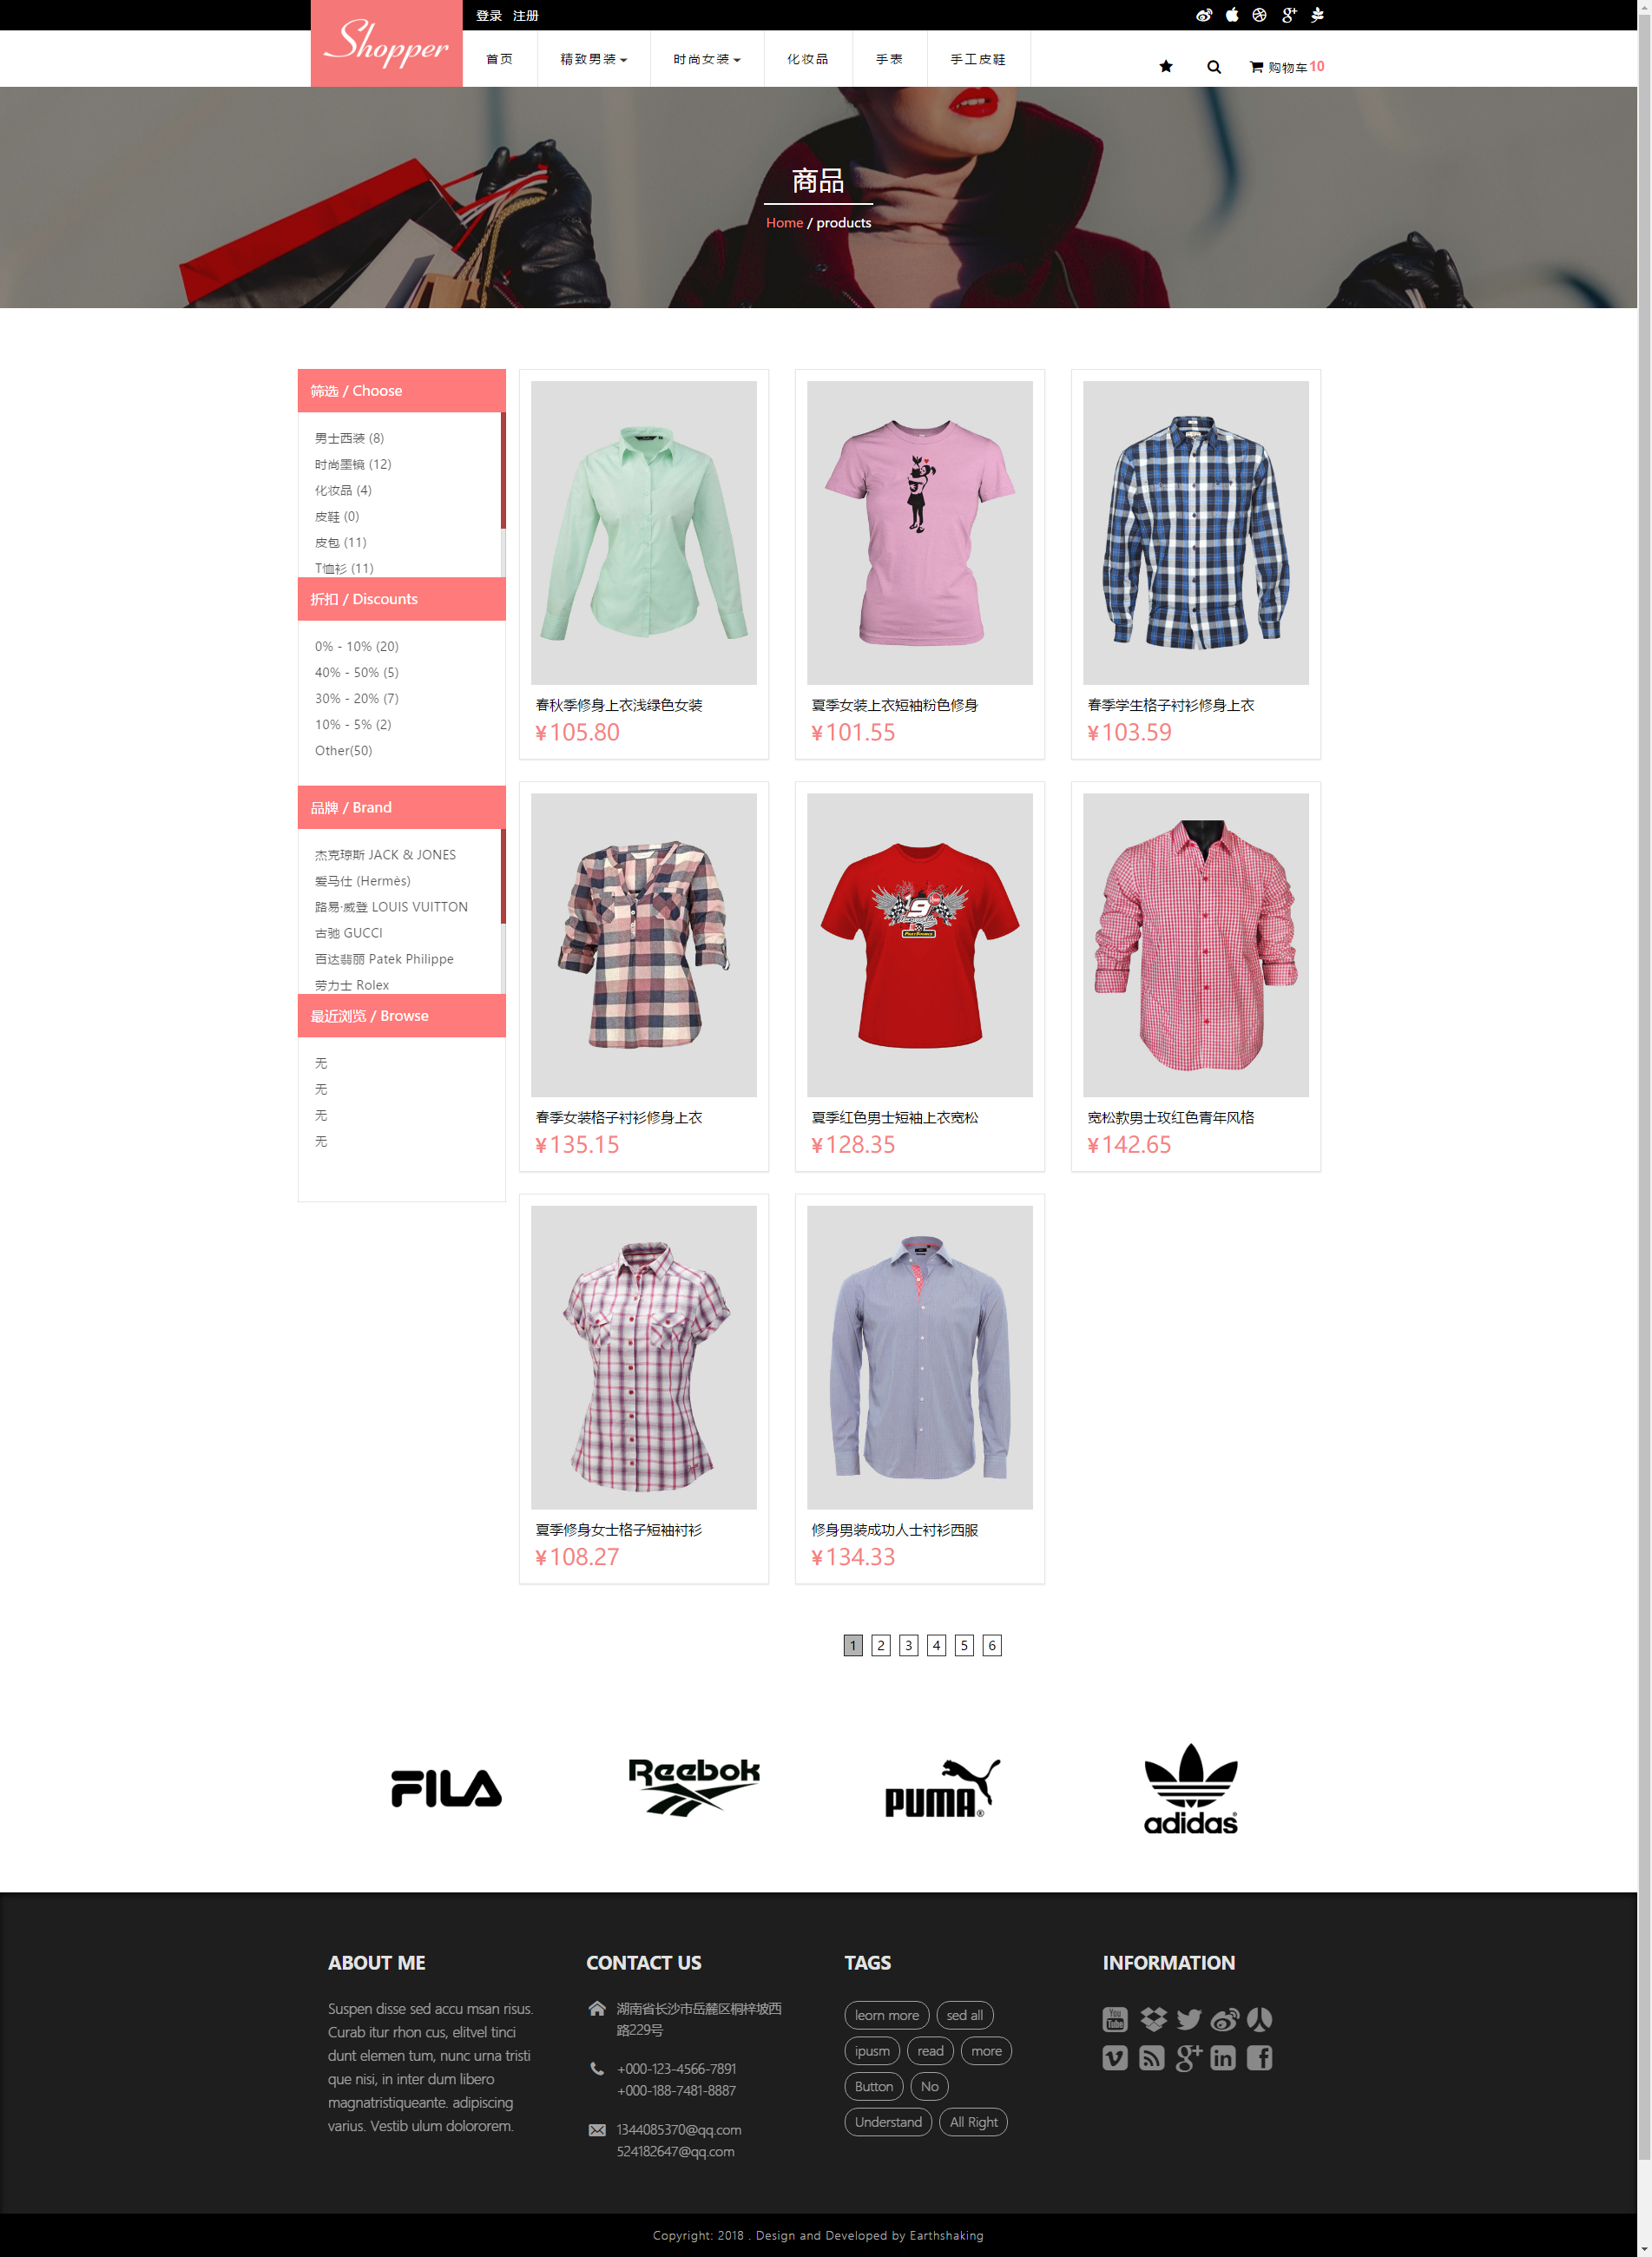 登录 注册
Shopper
首页 精致男装 时尚女装 化妆品 手表 手工皮鞋
购物车10
商品
Home / products
筛选 / Choose
男士西装 (8)
时尚墨镜 (12)
化妆品 (4)
皮鞋 (0)
皮包 (11)
T恤衫 (11)
折扣 / Discounts
0% - 10% (20)
40% - 50% (5)
30% - 20% (7)
10% - 5% (2)
Other(50)
品牌 / Brand
杰克琼斯 JACK & JONES
爱马仕 (Hermès)
路易·威登 LOUIS VUITTON
古驰 GUCCI
百达翡丽 Patek Philippe
劳力士 Rolex
最近浏览 / Browse
无
无
无
无
春秋季修身上衣浅绿色女装
¥105.80
夏季女装上衣短袖粉色修身
¥101.55
春季学生格子衬衫修身上衣
¥103.59
春季女装格子衬衫修身上衣
¥135.15
19
夏季红色男士短袖上衣宽松
¥128.35
宽松款男士玫红色青年风格
¥142.65
夏季修身女士格子短袖衬衫
¥108.27
修身男装成功人士衬衫西服
¥134.33
1 2 3 4 5 6
FILA
Reebok
PUMA®
adidas®
ABOUT ME
Suspen disse sed accu msan risus.
Curab itur rhon cus, elitvel tinci
dunt elemen tum, nunc urna tristi
que nisi, in inter dum libero
magnatristiqueante. adipiscing
varius. Vestib ulum dolororem.
CONTACT US
湖南省长沙市岳麓区桐梓坡西
路229号
+000-123-4566-7891
+000-188-7481-8887
1344085370@qq.com
524182647@qq.com
TAGS
leorn more sed all
ipusm read more
Button No
Understand All Right
INFORMATION
You
Tube
Copyright: 2018 . Design and Developed by Earthshaking